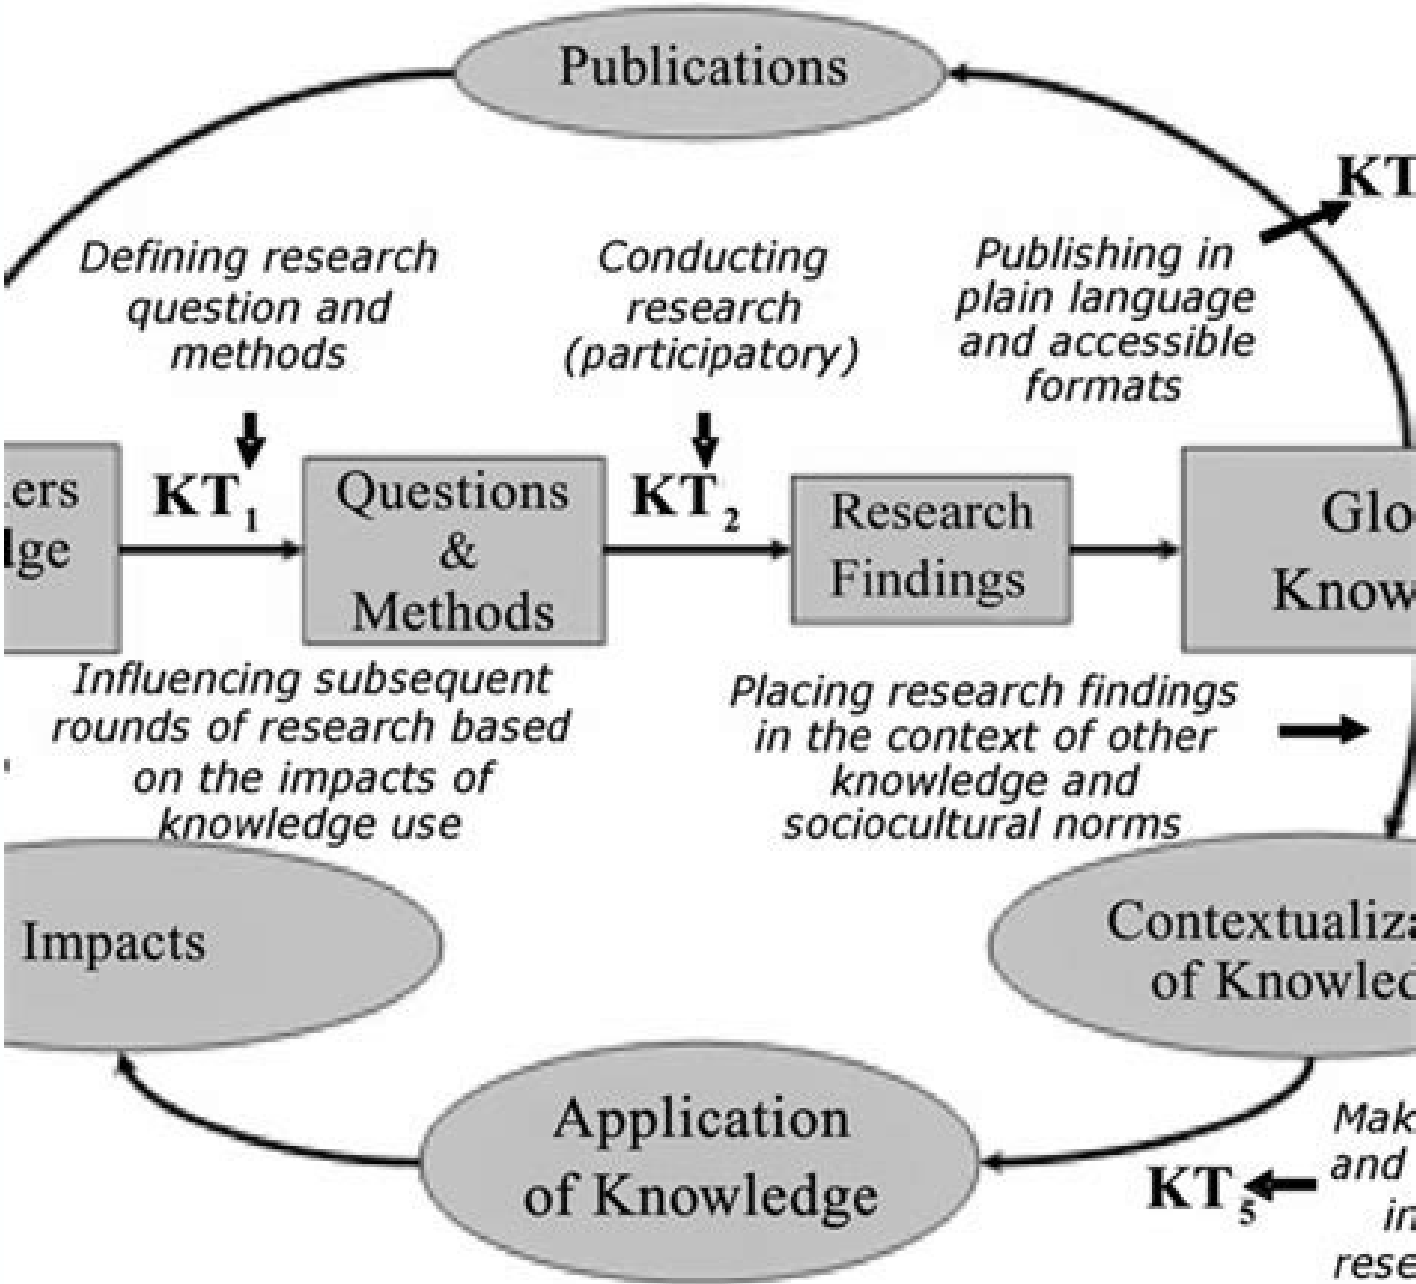 Publications
KT
Defining research
question and
methods
Conducting
research
(participatory)
Publishing in
plain language
and accessible
formats
KT1
Questions
&
Methods
KT2
Research
Findings
Influencing subsequent
rounds of research based
on the impacts of
knowledge use
Placing research findings
in the context of other
knowledge and
sociocultural norms
Impacts
of
Application
of Knowledge
KT5
and